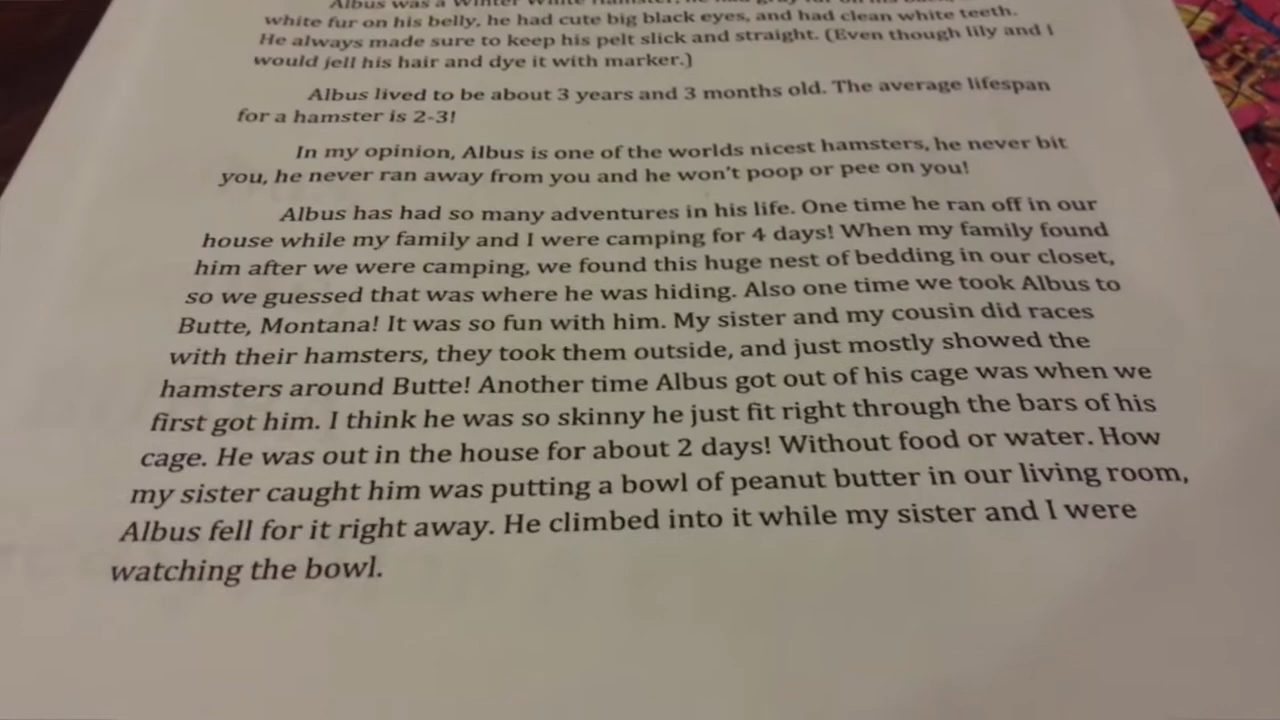 Albus was a Winter White Hamster, he had gray fur on his
white fur on his belly, he had cute big black eyes, and had clean white teeth.
He always made sure to keep his pelt slick and straight. (Even though lily and I
would jell his hair and dye it with marker.)
Albus lived to be about 3 years and 3 months old. The average lifespan
for a hamster is 2-3!
In my opinion, Albus is one of the worlds nicest hamsters, he never bit
you, he never ran away from you and he won't poop or pee on you!
Albus has had so many adventures in his life. One time he ran off in our
house while my family and I were camping for 4 days! When my family found
him after we were camping, we found this huge nest of bedding in our closet,
so we guessed that was where he was hiding. Also one time we took Albus to
Butte, Montana! It was so fun with him. My sister and my cousin did races
with their hamsters, they took them outside, and just mostly showed the
hamsters around Butte! Another time Albus got out of his cage was when we
first got him. I think he was so skinny he just fit right through the bars of his
cage. He was out in the house for about 2 days! Without food or water. How
my sister caught him was putting a bowl of peanut butter in our living room,
Albus fell for it right away. He climbed into it while my sister and I were
watching the bowl.